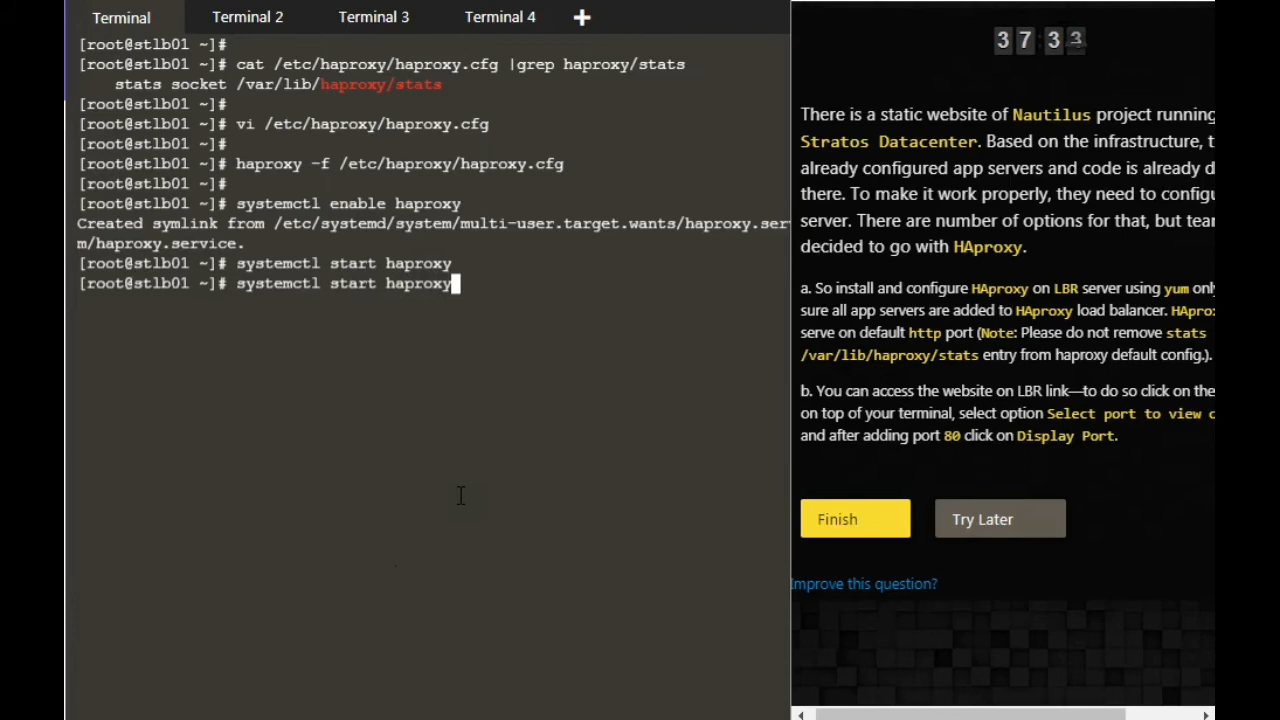 Terminal
Terminal 2
Terminal 3
Terminal 4
[root@stlb01 ~]#
[root@stlb01 ~]# cat /etc/haproxy/haproxy.cfg |grep haproxy/stats
stats socket /var/lib/haproxy/stats
[root@stlb01 ~]#
[root@stlb01 ~]# vi /etc/haproxy/haproxy.cfg
[root@stlb01 ~]#
[root@stlb01 ~]# haproxy -f /etc/haproxy/haproxy.cfg
[root@stlb01 ~]#
[root@stlb01 ~]# systemctl enable haproxy
Created symlink from /etc/systemd/system/multi-user.target.wants/haproxy.ser
m/haproxy.service.
[root@stlb01 ~]# systemctl start haproxy
[root@stlb01 ~]# systemctl start haproxy
37:33
There is a static website of Nautilus project running
Stratos Datacenter. Based on the infrastructure, t
already configured app servers and code is already d
there. To make it work properly, they need to configu
server. There are number of options for that, but tear
decided to go with HAproxy.
a. So install and configure HAproxy on LBR server using yum only
sure all app servers are added to HAproxy load balancer. HAprox
serve on default http port (Note: Please do not remove stats
/var/lib/haproxy/stats entry from haproxy default config.).
b. You can access the website on LBR link—to do so click on the
on top of your terminal, select option Select port to view c
and after adding port 80 click on Display Port.
Finish
Try Later
Improve this question?